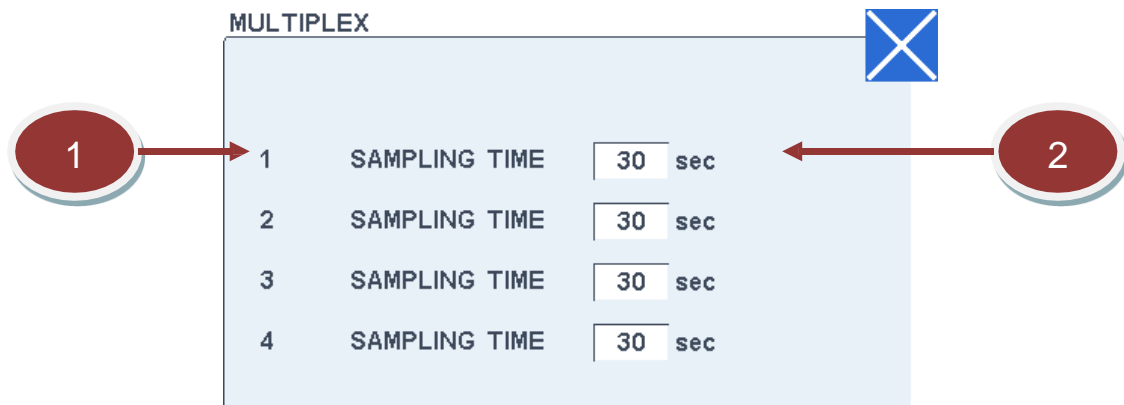 MULTIPLEX
1 1 SAMPLING TIME 30 sec 2
2 SAMPLING TIME 30 sec
3 SAMPLING TIME 30 sec
4 SAMPLING TIME 30 sec